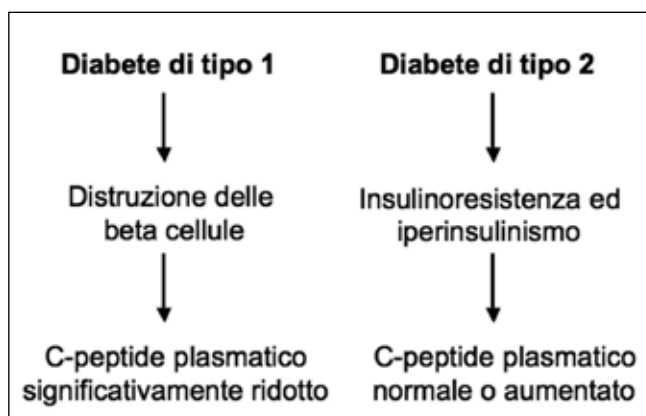 Diabete di tipo 1
Distruzione delle
beta cellule
C-peptide plasmatico
significativamente ridotto
Diabete di tipo 2
Insulinoresistenza ed
iperinsulinismo
C-peptide plasmatico
normale o aumentato